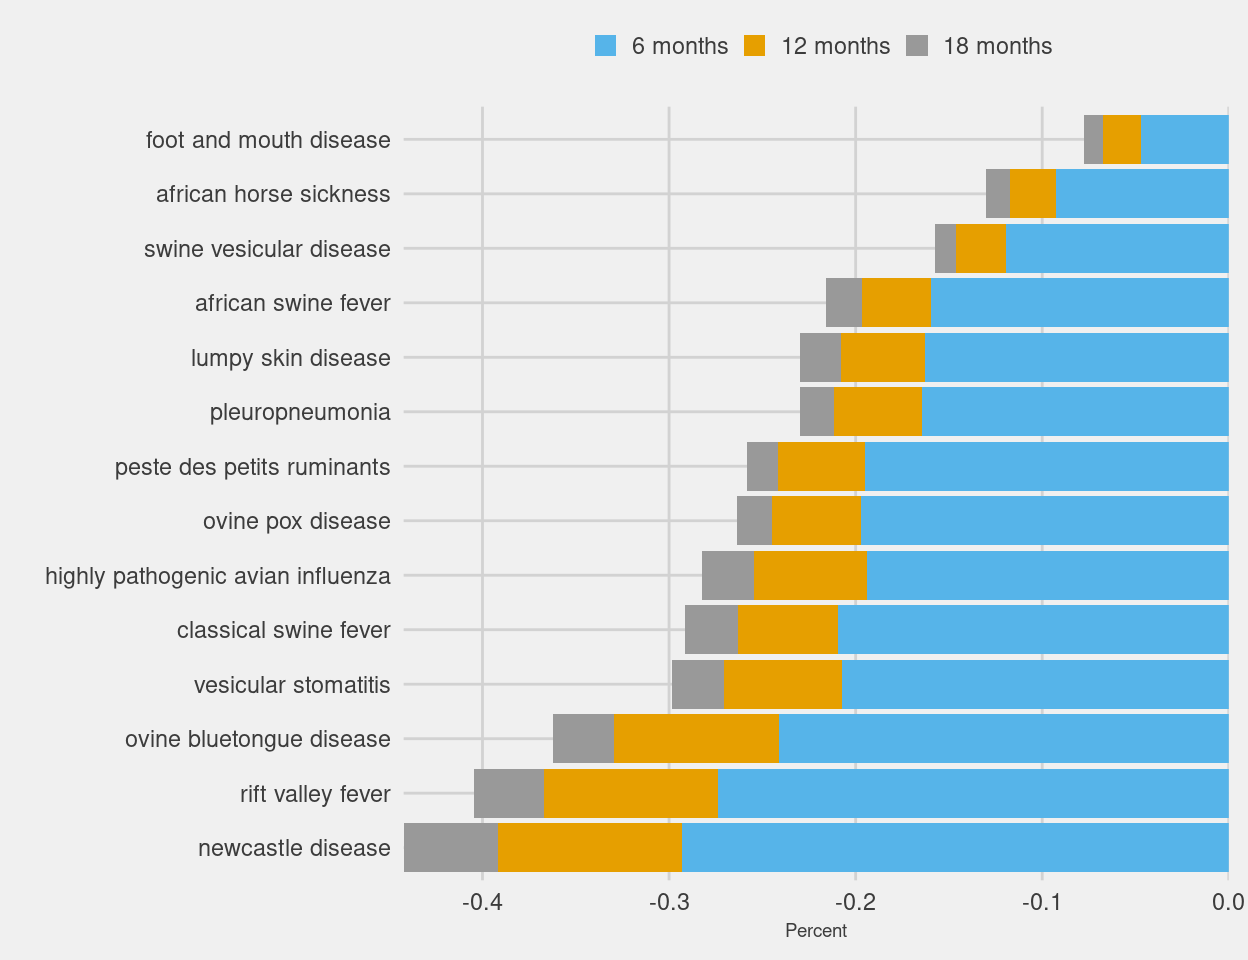 6 months 12 months 18 months
foot and mouth disease
african horse sickness
swine vesicular disease
african swine fever
lumpy skin disease
pleuropneumonia
peste des petits ruminants
ovine pox disease
highly pathogenic avian influenza
classical swine fever
vesicular stomatitis
ovine bluetongue disease
rift valley fever
newcastle disease
-0.4 -0.3 -0.2 -0.1 0.0
Percent